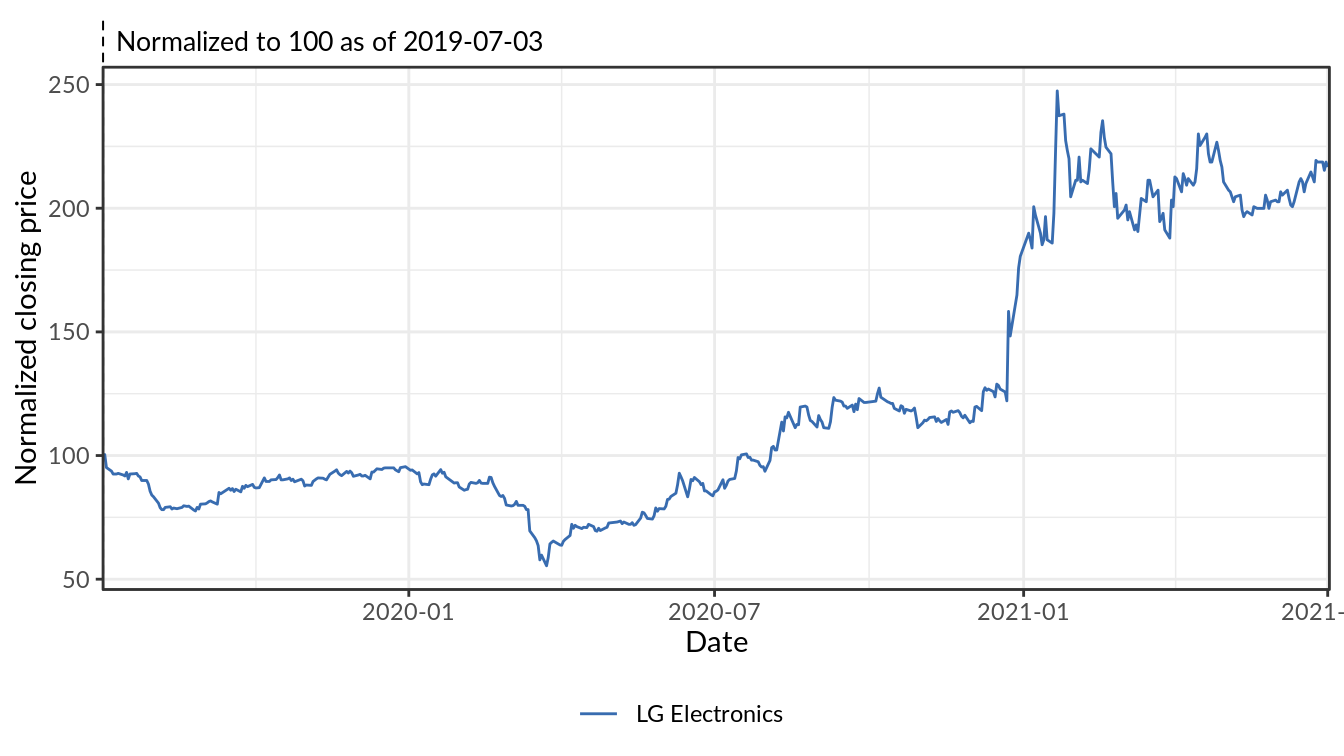 Normalized to 100 as of 2019-07-03
250
200
150
100
50
Normalized closing price
2020-01
2020-07
2021-01
2021-
Date
LG Electronics